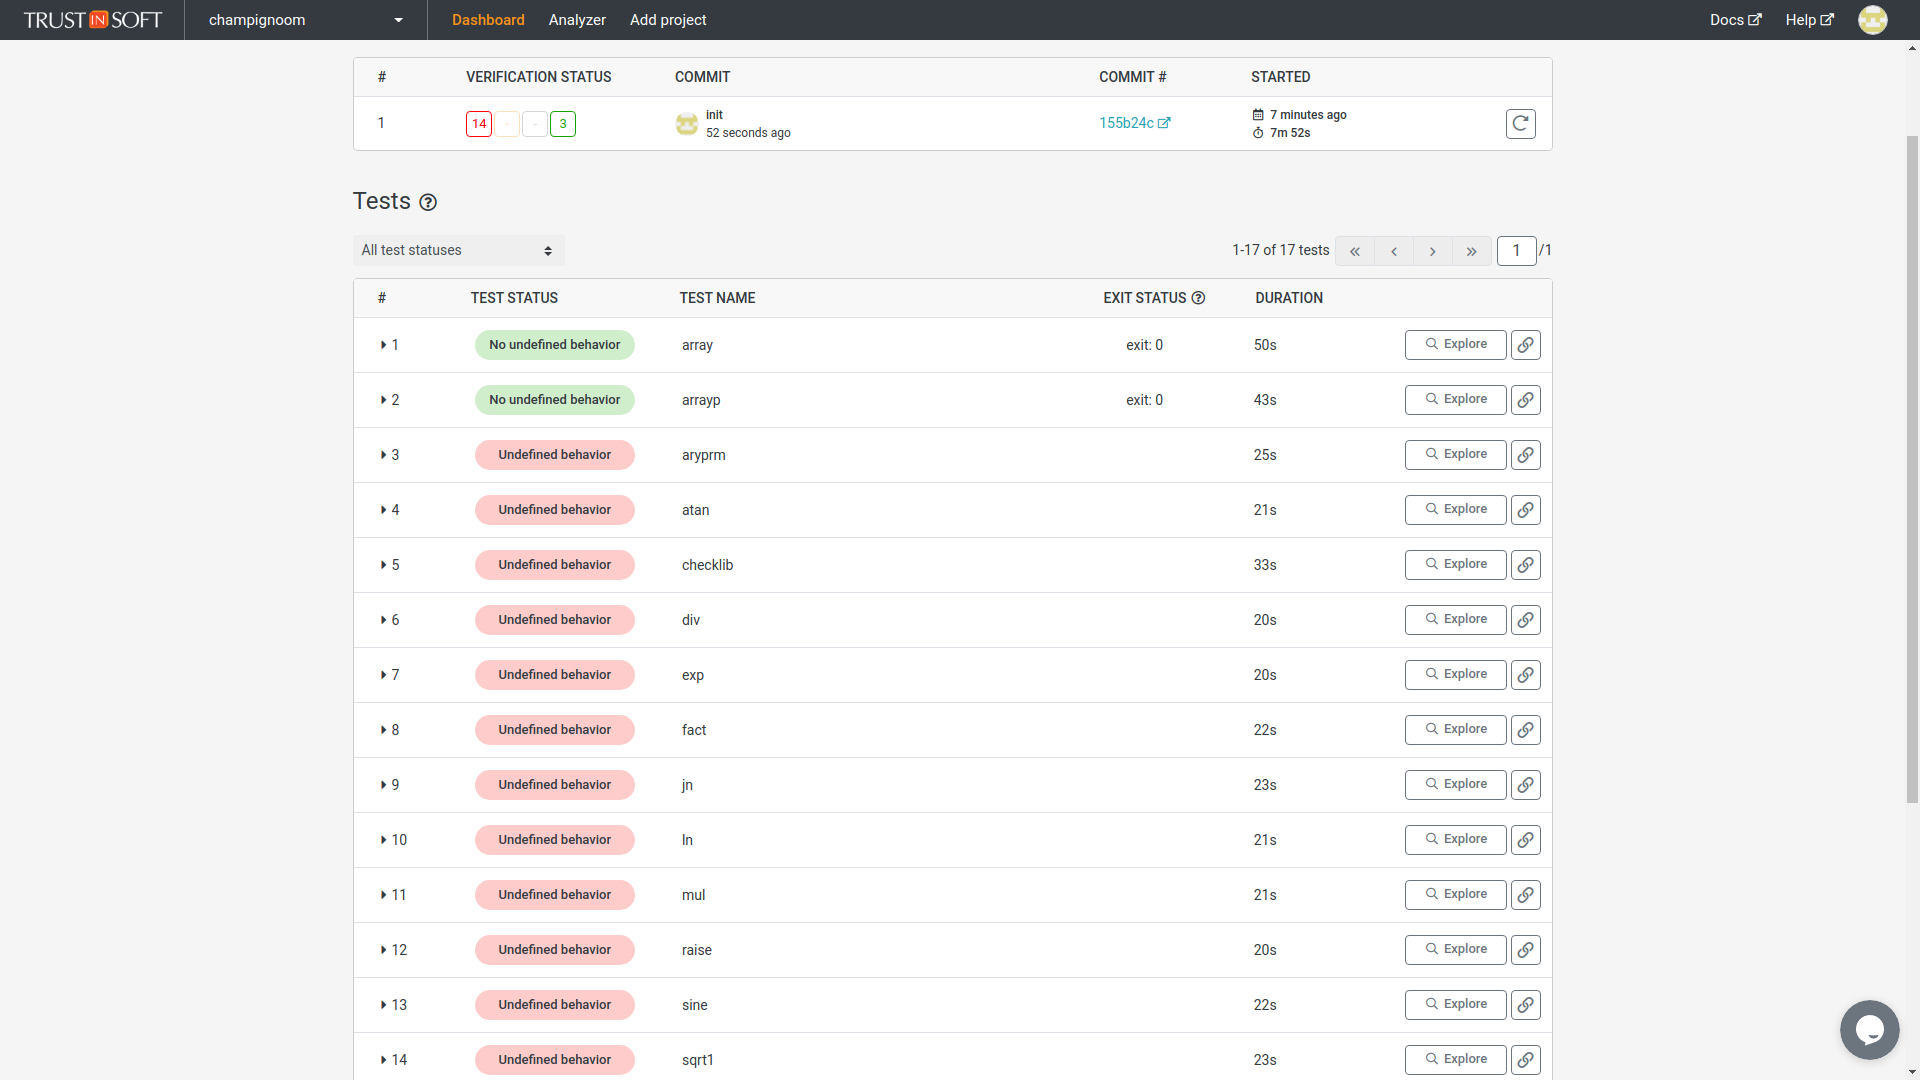 TRUST IN SOFT champignoom Dashboard Analyzer Add project Docs Help
# VERIFICATION STATUS COMMIT COMMIT # STARTED
1 14 - - 3 init 52 seconds ago 155b24c 7 minutes ago 7m 52s
Tests
All test statuses 1-17 of 17 tests « ‹ › » 1 /1
# TEST STATUS TEST NAME EXIT STATUS DURATION
1 No undefined behavior array exit: 0 50s Explore
2 No undefined behavior arrayp exit: 0 43s Explore
3 Undefined behavior aryprm 25s Explore
4 Undefined behavior atan 21s Explore
5 Undefined behavior checklib 33s Explore
6 Undefined behavior div 20s Explore
7 Undefined behavior exp 20s Explore
8 Undefined behavior fact 22s Explore
9 Undefined behavior jn 23s Explore
10 Undefined behavior ln 21s Explore
11 Undefined behavior mul 21s Explore
12 Undefined behavior raise 20s Explore
13 Undefined behavior sine 22s Explore
14 Undefined behavior sqrt1 23s Explore